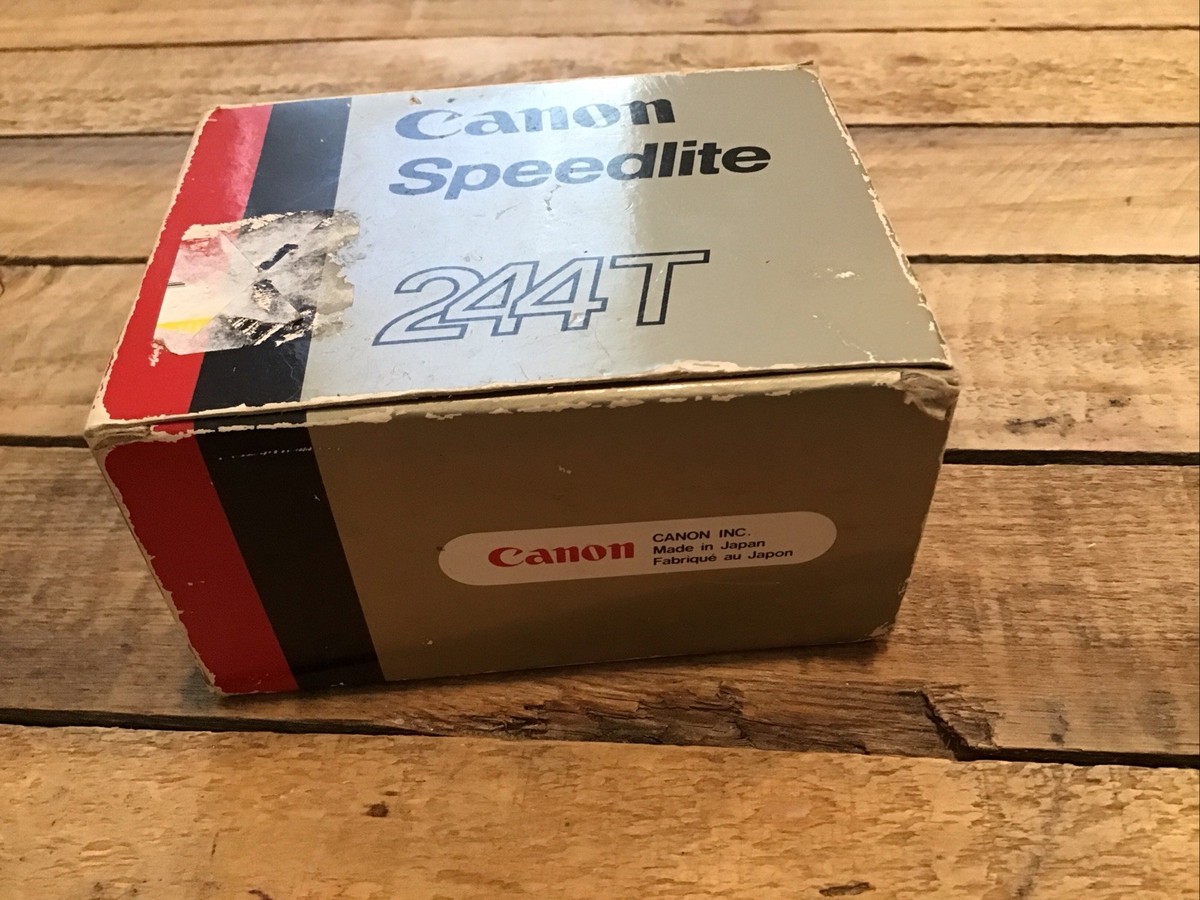 Canon
Speedlite
244T
Canon
CANON INC.
Made in Japan
Fabriqué au Japon